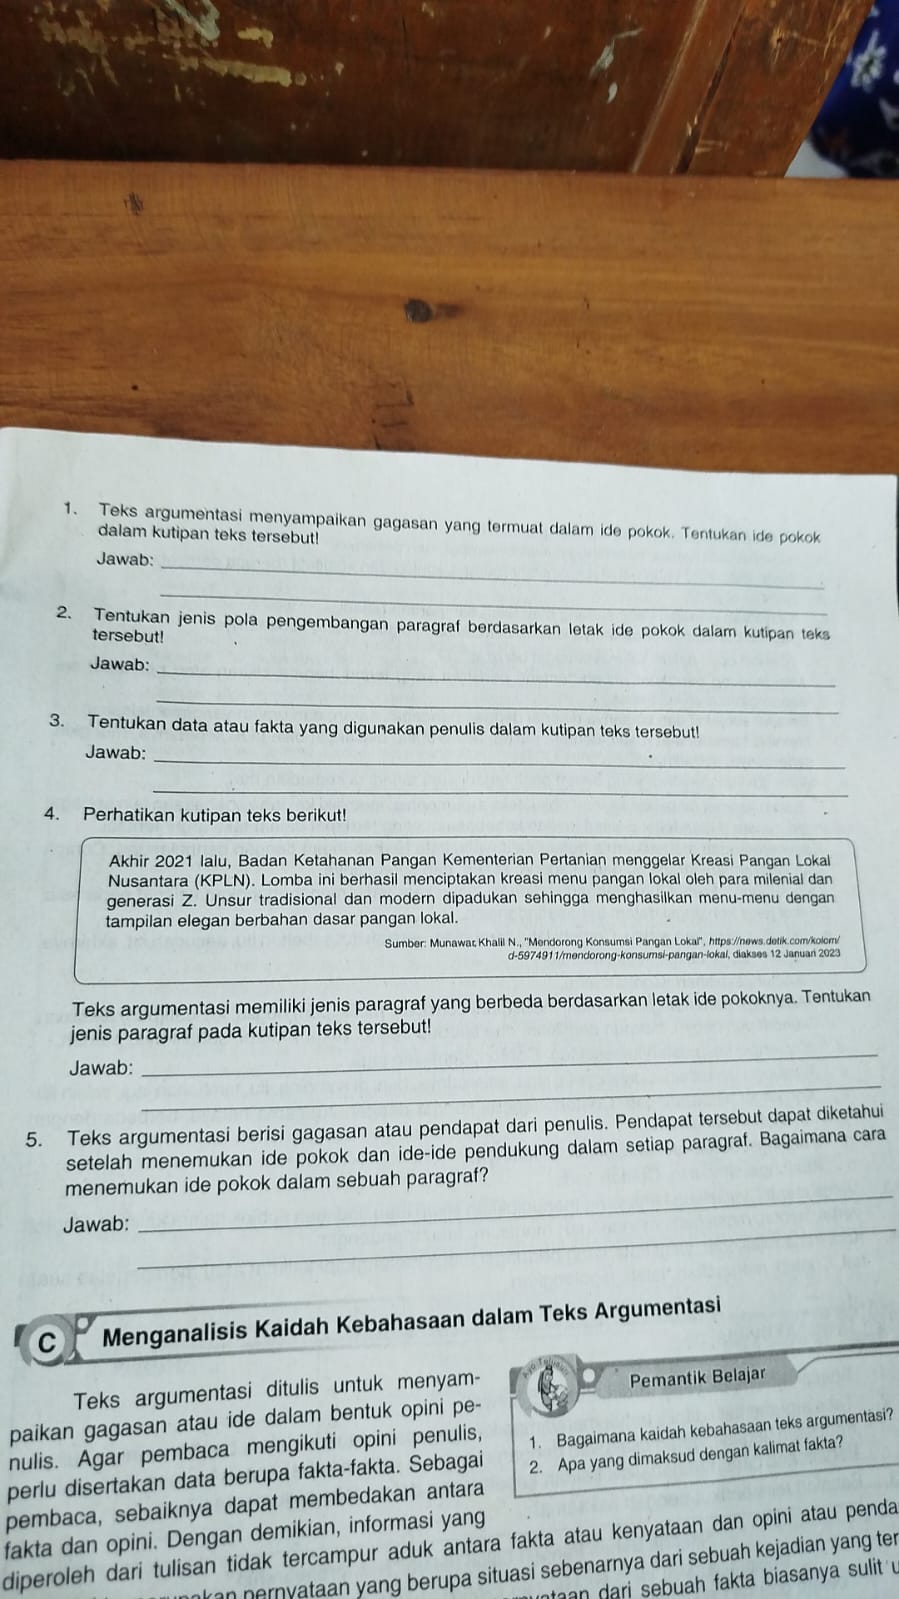 1. Teks argumentasi menyampaikan gagasan yang termuat dalam ide pokok. Tentukan ide pokok
dalam kutipan teks tersebut!
Jawab:
2. Tentukan jenis pola pengembangan paragraf berdasarkan letak ide pokok dalam kutipan teks
tersebut!
Jawab:
3. Tentukan data atau fakta yang digunakan penulis dalam kutipan teks tersebut!
Jawab:
4. Perhatikan kutipan teks berikut!
Akhir 2021 lalu, Badan Ketahanan Pangan Kementerian Pertanian menggelar Kreasi Pangan Lokal
Nusantara (KPLN). Lomba ini berhasil menciptakan kreasi menu pangan lokal oleh para milenial dan
generasi Z. Unsur tradisional dan modern dipadukan sehingga menghasilkan menu-menu dengan
tampilan elegan berbahan dasar pangan lokal.
Sumber: Munawar Khalil N., "Mendorong Konsumsi Pangan Lokal", https://news.detik.com/kolom/
d-5974911/mendorong-konsumsi-pangan-lokal, diakses 12 Januari 2023
Teks argumentasi memiliki jenis paragraf yang berbeda berdasarkan letak ide pokoknya. Tentukan
jenis paragraf pada kutipan teks tersebut!
Jawab:
5. Teks argumentasi berisi gagasan atau pendapat dari penulis. Pendapat tersebut dapat diketahui
setelah menemukan ide pokok dan ide-ide pendukung dalam setiap paragraf. Bagaimana cara
menemukan ide pokok dalam sebuah paragraf?
Jawab:
C Menganalisis Kaidah Kebahasaan dalam Teks Argumentasi
Teks argumentasi ditulis untuk menyam-
paikan gagasan atau ide dalam bentuk opini pe-
nulis. Agar pembaca mengikuti opini penulis,
perlu disertakan data berupa fakta-fakta. Sebagai
pembaca, sebaiknya dapat membedakan antara
fakta dan opini. Dengan demikian, informasi yang
Pemantik Belajar
1. Bagaimana kaidah kebahasaan teks argumentasi?
2. Apa yang dimaksud dengan kalimat fakta?
diperoleh dari tulisan tidak tercampur aduk antara fakta atau kenyataan dan opini atau penda
pernyataan yang berupa situasi sebenarnya dari sebuah kejadian yang ter
dari sebuah fakta biasanya sulit